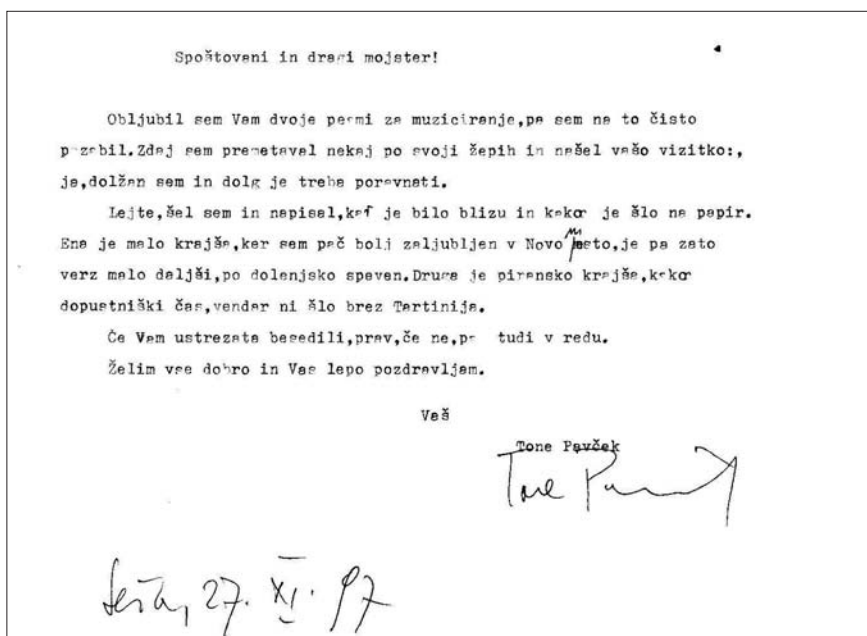 Spoštovani in dragi mojster!
Obljubil sem Vam dvoje pesmi za muziciranje,pa sem na to čisto
pozabil.Zdaj sem premetaval nekaj po svoji žepih in našel vašo vizitko:,
ja,dolžan sem in dolg je treba poravnati.
Lejte,šel sem in napisal,kar je bilo blizu in kakor je šlo na papir.
Ena je malo krajša,ker sem pač bolj zaljubljen v Novo mesto,je pa zato
verz malo daljši,po dolenjsko speven.Druga je piransko krajša,kakor
dopustniški čas,vendar ni šlo brez Tartinija.
Če Vam ustrezata besedili,prav,če ne,pa tudi v redu.
Želim vse dobro in Vas lepo pozdravljam.
Vaš
Tone Pavček
Tone Pavček
27. XI. 97